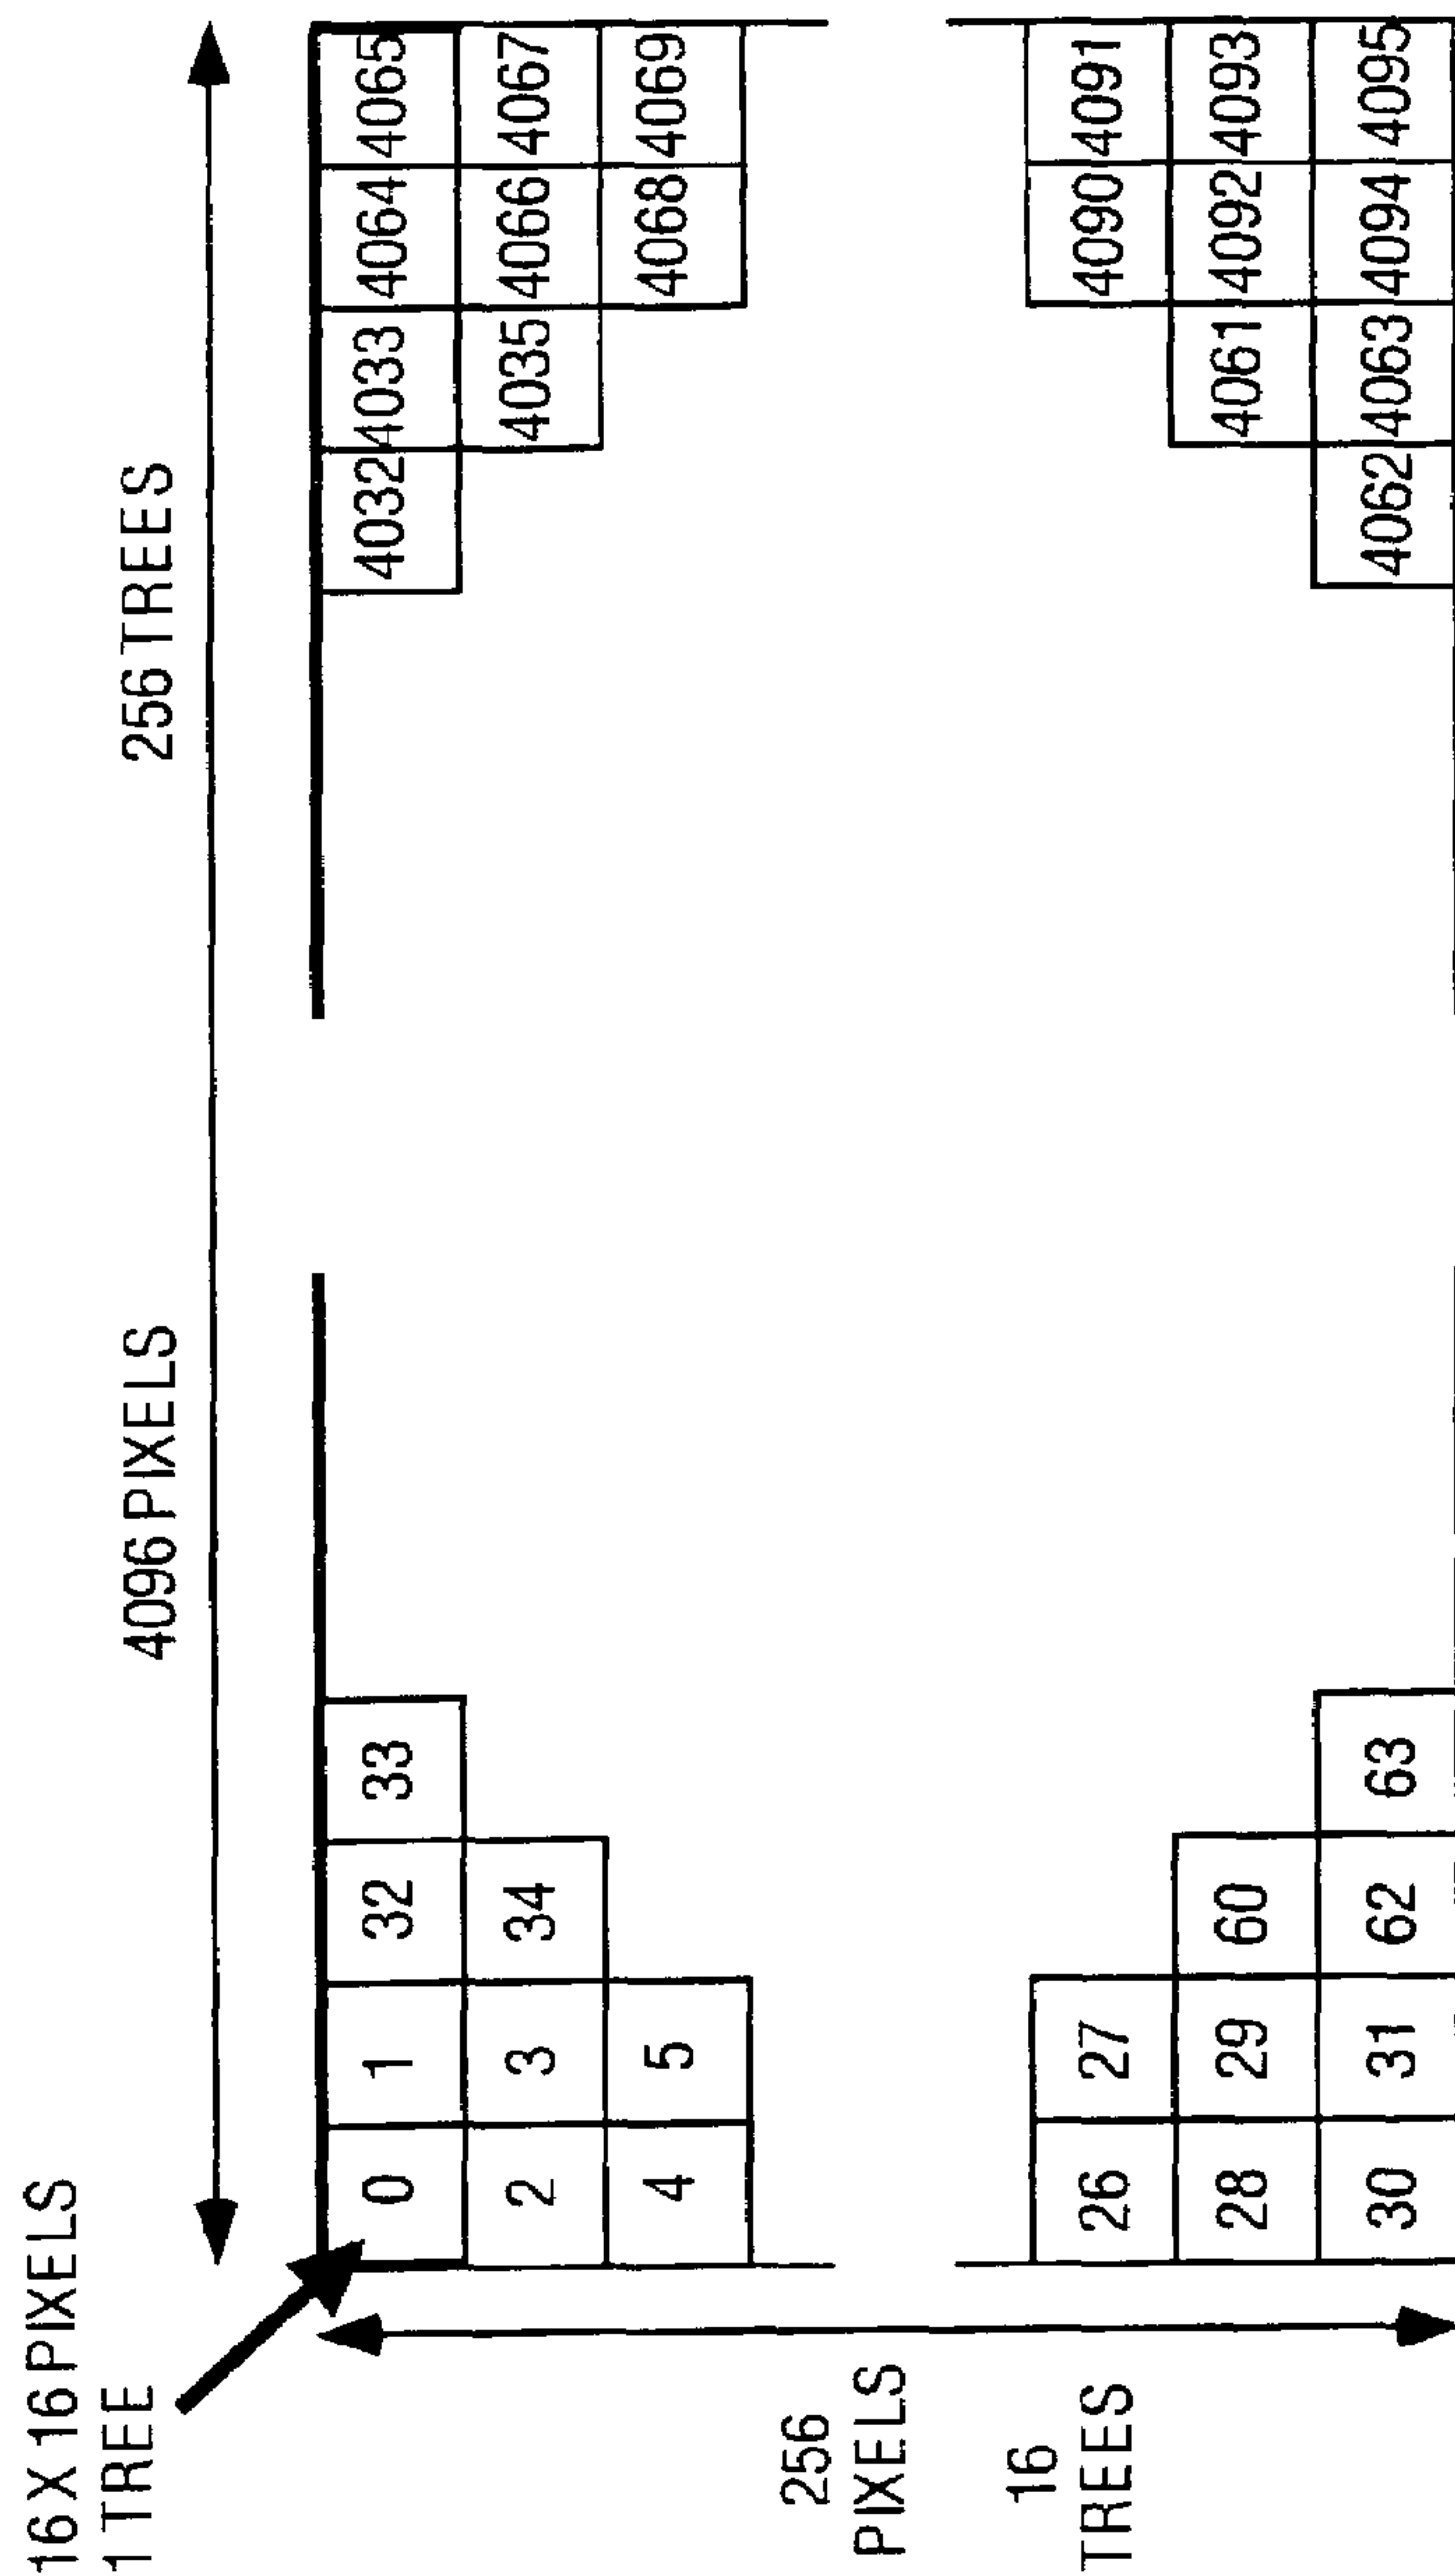 16 X 16 PIXELS
1 TREE
4096 PIXELS
256 TREES
256
PIXELS
16
TREES
0 1 32 33
2 3 34
4 5
26 27
28 29 60
30 31 62 63
4032 4033 4064 4065
4035 4066 4067
4068 4069
4090 4091
4061 4092 4093
4062 4063 4094 4095